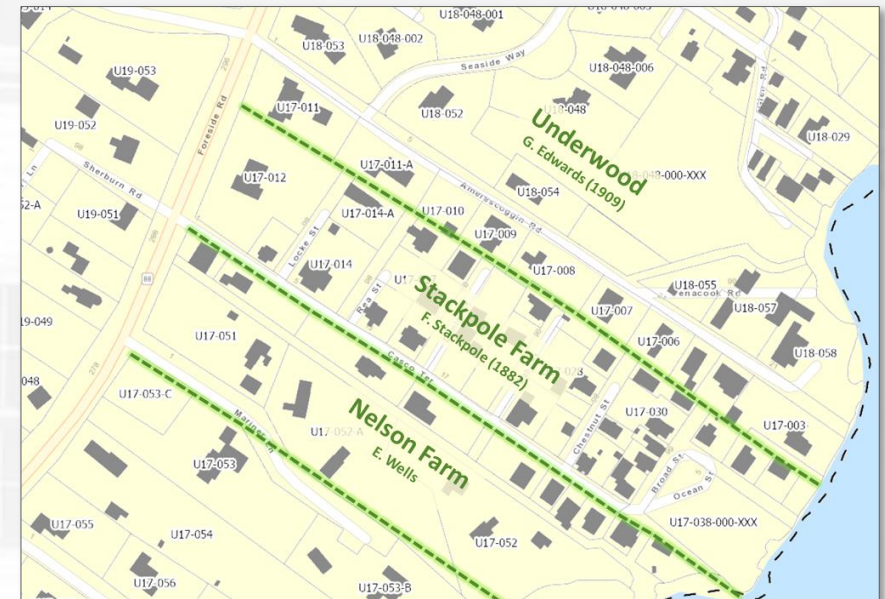 U18-048-001
U18-053
U18-048-002
Seaside Way
U19-053
U18-048-006
Foreside Rd
U17-011
U18-052
U18-048
U18-029
U19-052
Underwood
G. Edwards (1909)
Sherburn Rd
U17-011-A
U17-012
U18-054
Amerescoggin Rd
52-A
U19-051
U17-014-A
U17-010
U17-009
Locke St
U17-014
U17-008
U18-055
U18-057
Rea St
Stackpole Farm
F. Stackpole (1882)
U17-007
U17-006
19-049
U17-051
U18-058
Casco Ter
048
U17-053-C
Nelson Farm
E. Wells
Chestnut St
U17-030
U17-003
U17-052-A
U17-053
Broad St
Ocean St
U17-038-000-XXX
U17-055
U17-054
U17-052
U17-056
U17-053-B